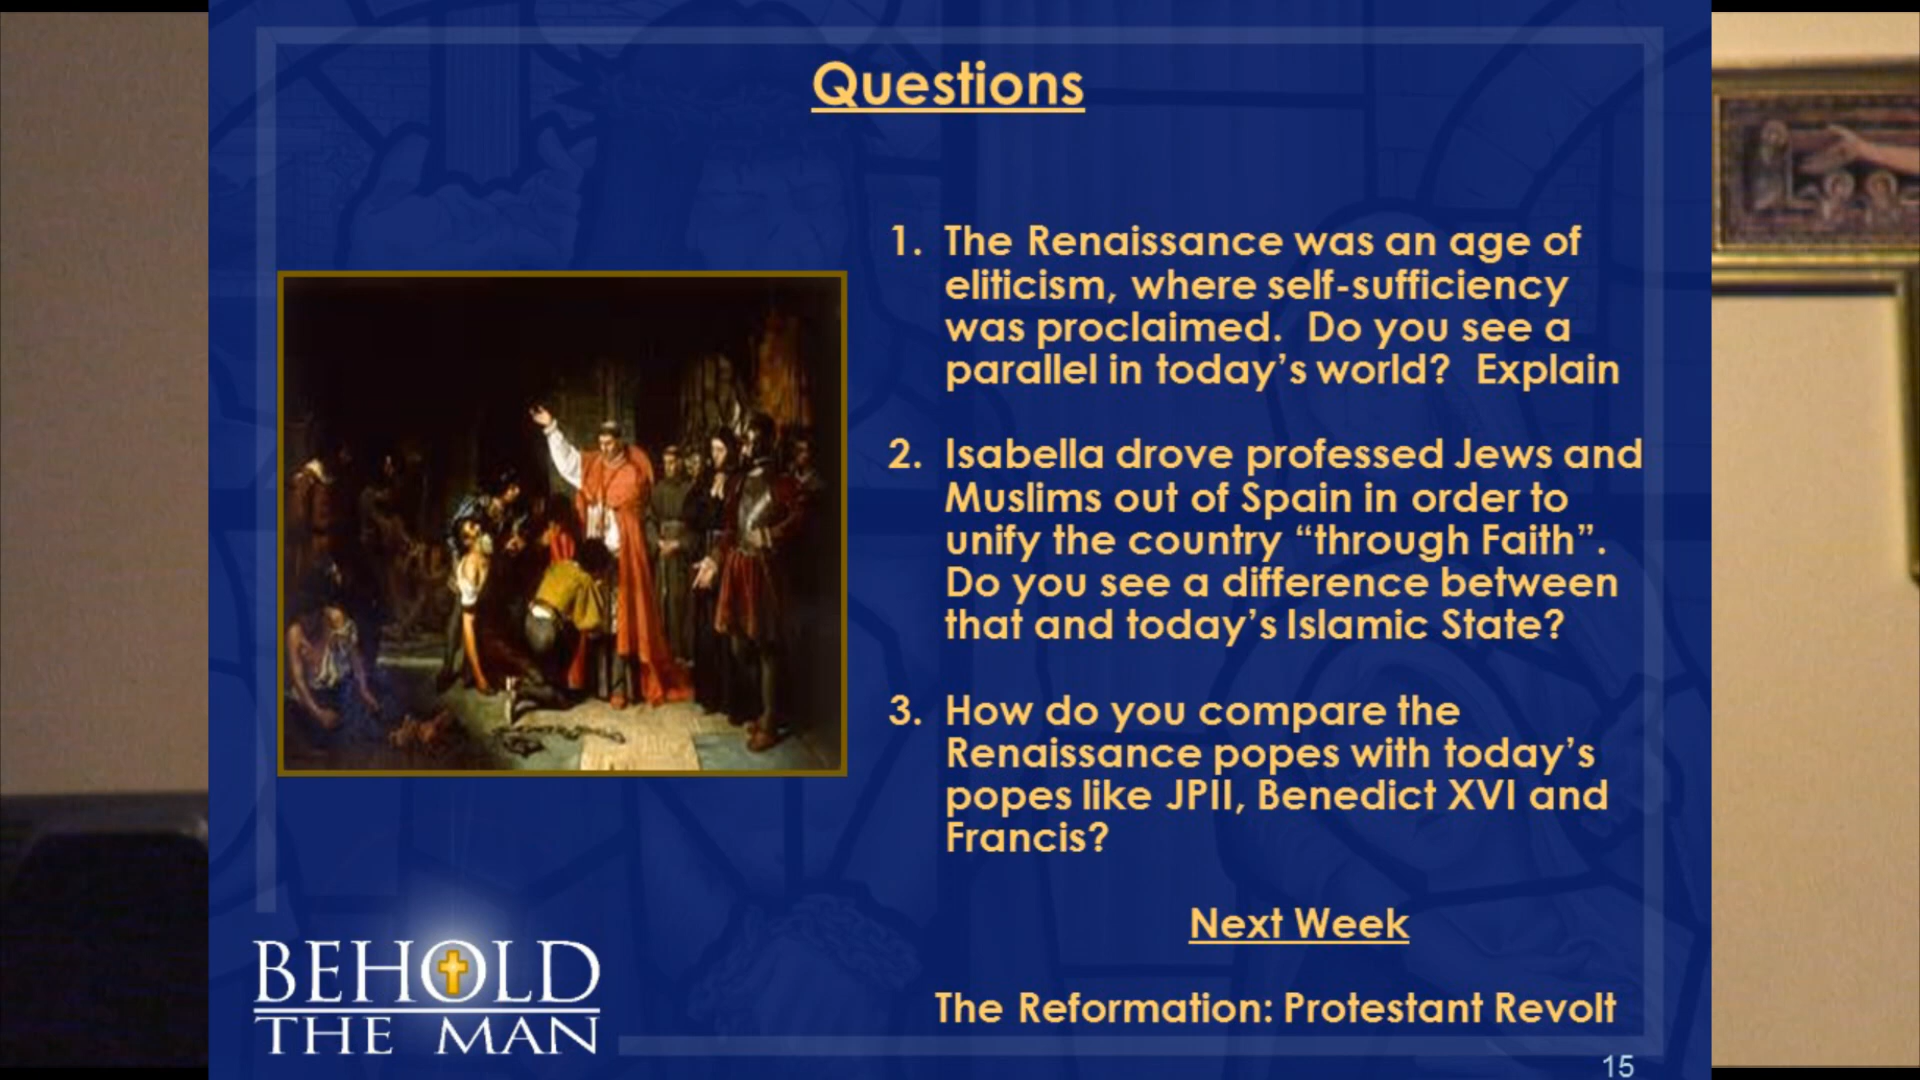 Questions
1. The Renaissance was an age of
eliticism, where self-sufficiency
was proclaimed. Do you see a
parallel in today's world? Explain
2. Isabella drove professed Jews and
Muslims out of Spain in order to
unify the country “through Faith”.
Do you see a difference between
that and today's Islamic State?
3. How do you compare the
Renaissance popes with today's
popes like JPII, Benedict XVI and
Francis?
Next Week
The Reformation: Protestant Revolt
BEHOLD
THE MAN
15